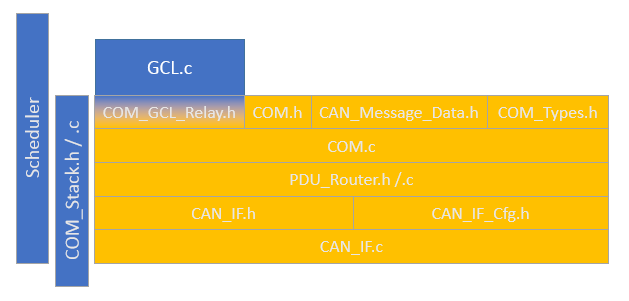 Scheduler
COM_Stack.h / .c
GCL.c
COM_GCL_Relay.h COM.h CAN_Message_Data.h COM_Types.h
COM.c
PDU_Router.h /.c
CAN_IF.h CAN_IF_Cfg.h
CAN_IF.c